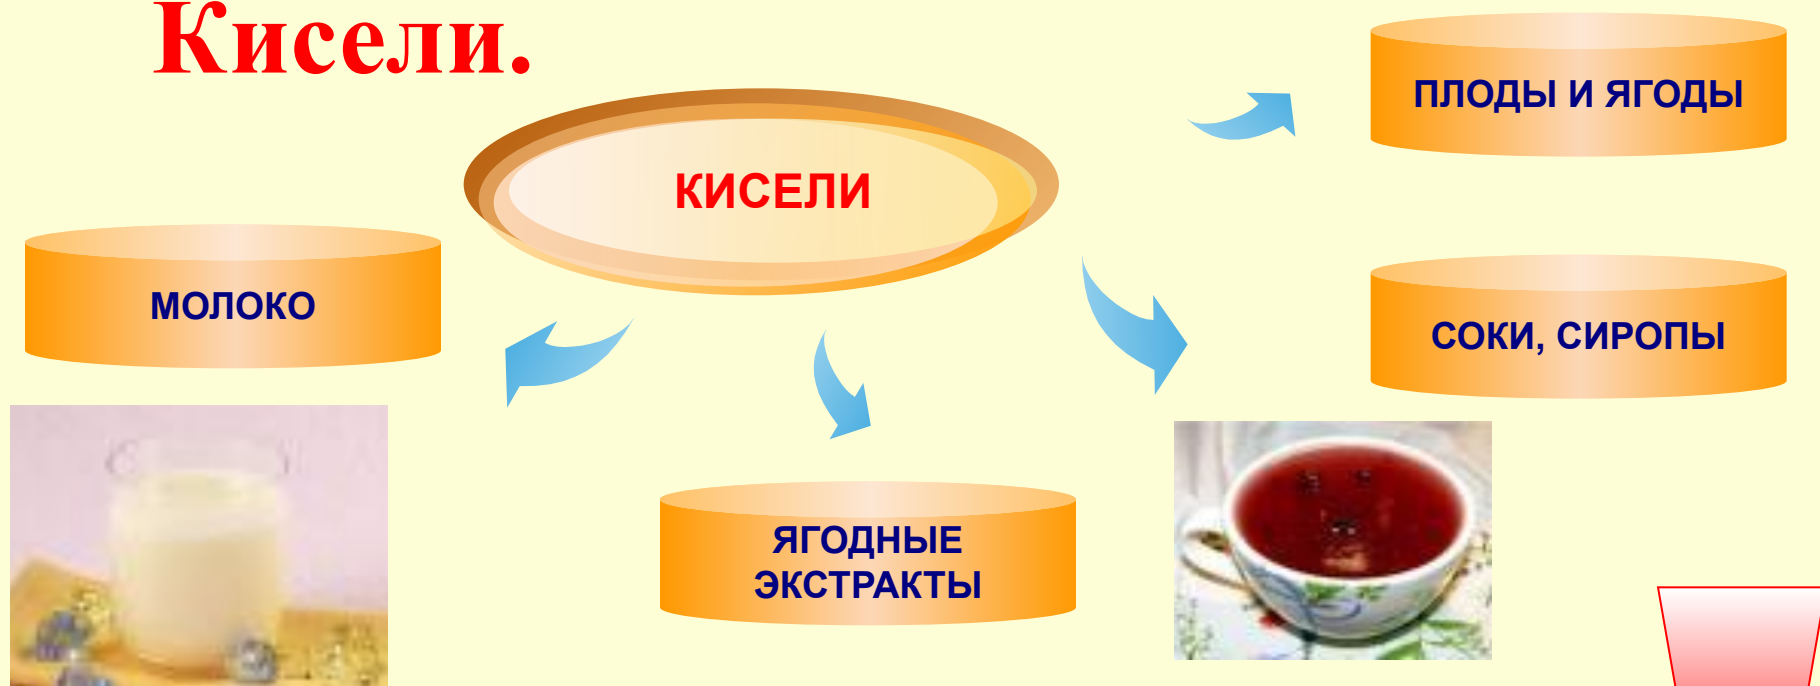 Кисели.
ПЛОДЫ И ЯГОДЫ
КИСЕЛИ
МОЛОКО
СОКИ, СИРОПЫ
ЯГОДНЫЕ
ЭКСТРАКТЫ